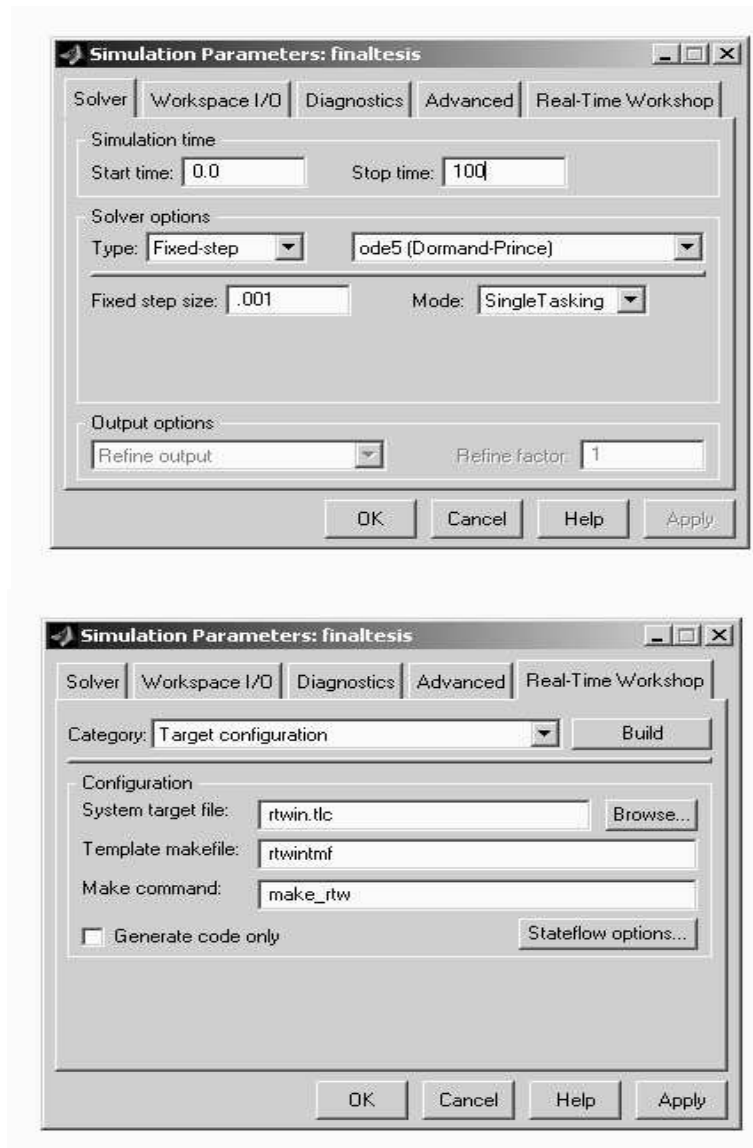 Simulation Parameters: finaltesis
Solver Workspace I/O Diagnostics Advanced Real-Time Workshop
Simulation time
Start time: 0.0 Stop time: 100
Solver options
Type: Fixed-step ode5 (Dormand-Prince)
Fixed step size: .001 Mode: SingleTasking
Output options
Refine output Refine factor: 1
OK Cancel Help Apply
Simulation Parameters: finaltesis
Solver Workspace I/O Diagnostics Advanced Real-Time Workshop
Category: Target configuration Build
Configuration
System target file: rtwin.tlc Browse...
Template makefile: rtwintmf
Make command: make_rtw
Generate code only Stateflow options...
OK Cancel Help Apply